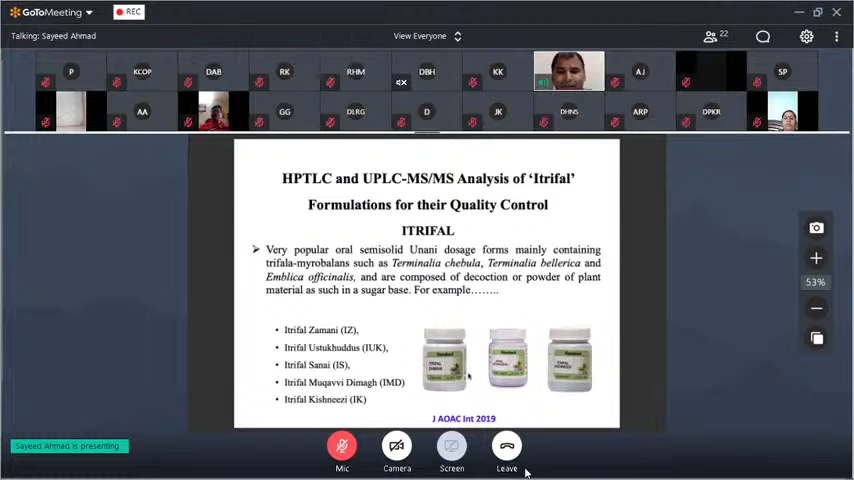 GoToMeeting
REC
Talking: Sayeed Ahmad
View Everyone
22
P
KCOP
DAB
RK
RHM
DBH
KK
AJ
SP
AA
GG
DLRG
D
JK
DHNS
ARP
DPKR
HPTLC and UPLC-MS/MS Analysis of ‘Itrifal’
Formulations for their Quality Control
ITRIFAL
➢ Very popular oral semisolid Unani dosage forms mainly containing
trifala-myrobalans such as Terminalia chebula, Terminalia bellerica and
Emblica officinalis, and are composed of decoction or powder of plant
material as such in a sugar base. For example……..
• Itrifal Zamani (IZ),
• Itrifal Ustukhuddus (IUK),
• Itrifal Sanai (IS),
• Itrifal Muqavvi Dimagh (IMD)
• Itrifal Kishneezi (IK)
J AOAC Int 2019
53%
Sayeed Ahmad is presenting
Mic
Camera
Screen
Leave